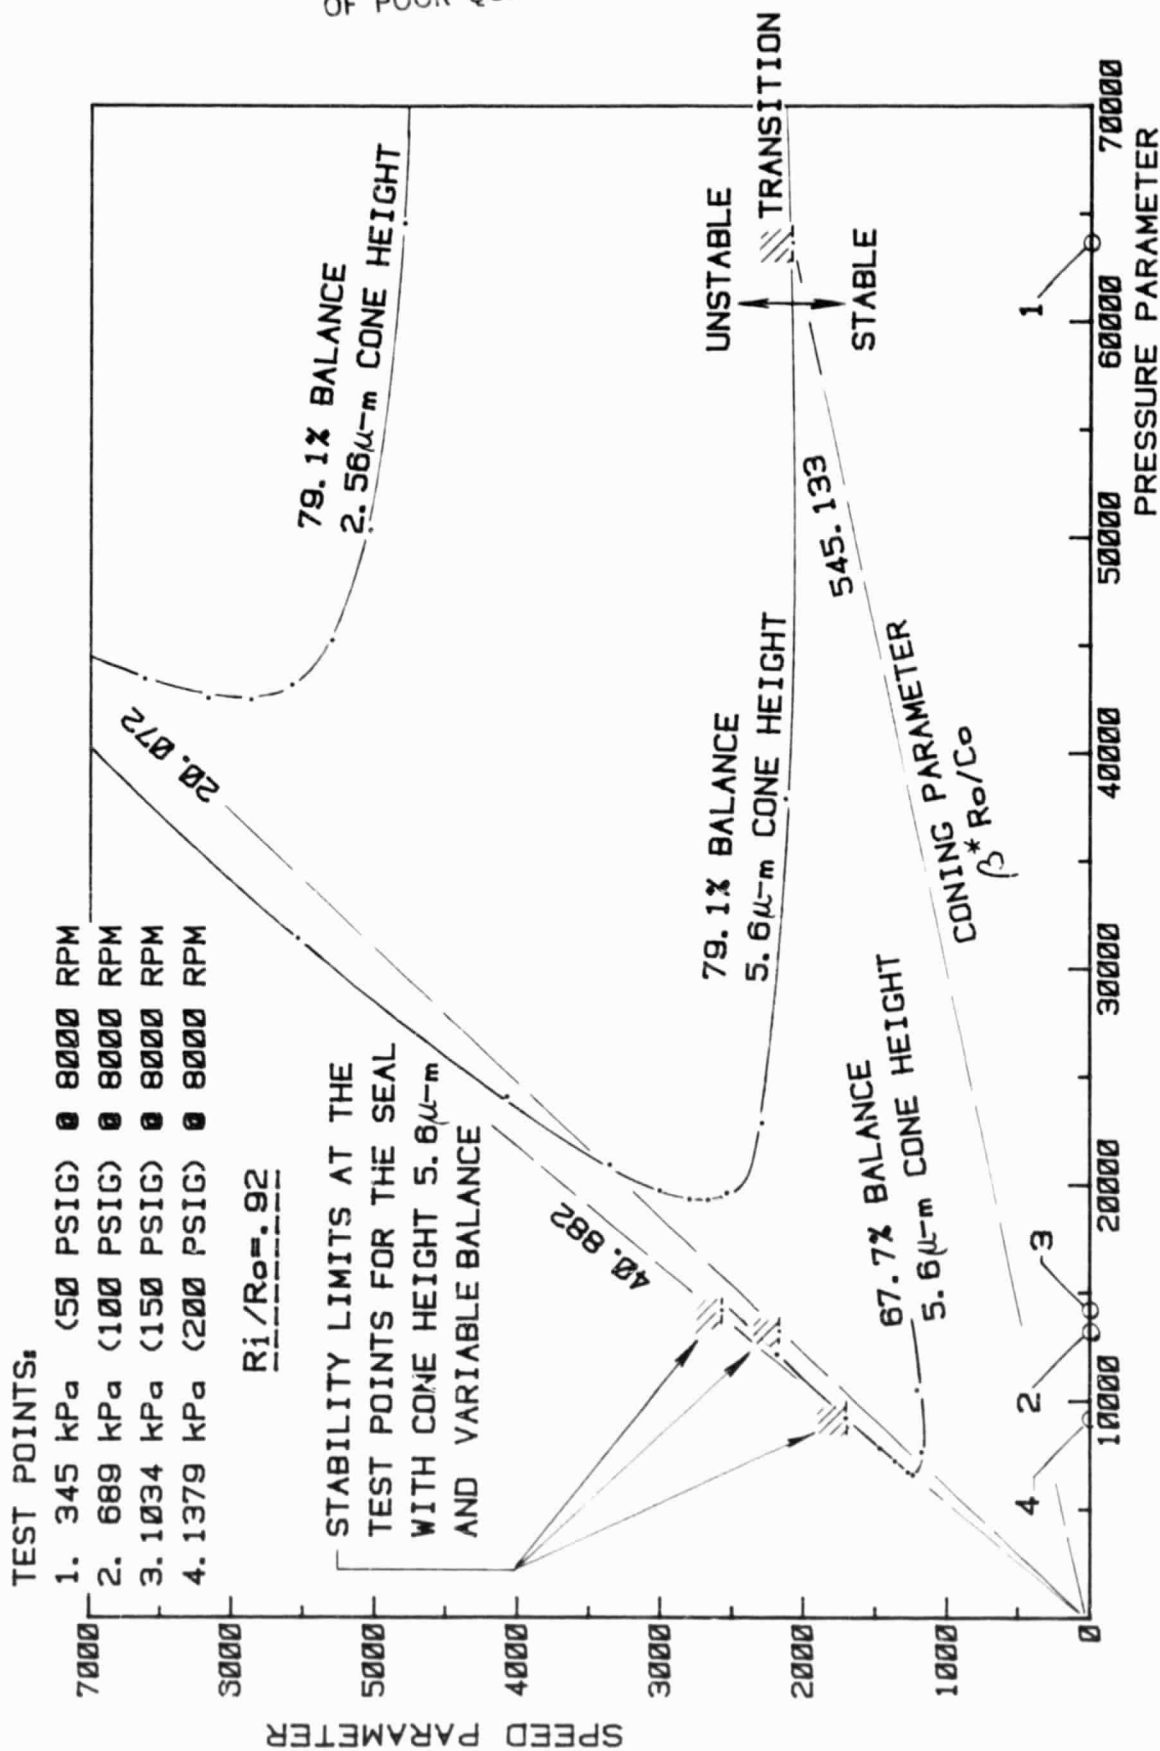 OF POOR
TEST POINTS:
1. 345 kPa (50 PSIG) @ 8000 RPM
2. 689 kPa (100 PSIG) @ 8000 RPM
3. 1034 kPa (150 PSIG) @ 8000 RPM
4. 1379 kPa (200 PSIG) @ 8000 RPM
Ri/Ro=.92
STABILITY LIMITS AT THE
TEST POINTS FOR THE SEAL
WITH CONE HEIGHT 5.6μ-m
AND VARIABLE BALANCE
20.072
40.882
79.1% BALANCE
2.56μ-m CONE HEIGHT
79.1% BALANCE
5.6μ-m CONE HEIGHT
67.7% BALANCE
5.6μ-m CONE HEIGHT
UNSTABLE
TRANSITION
STABLE
545.133
CONING PARAMETER
β* Ro/Co
4
2
3
1
SPEED PARAMETER
7000
6000
5000
4000
3000
2000
1000
0
0
10000
20000
30000
40000
50000
60000
70000
PRESSURE PARAMETER